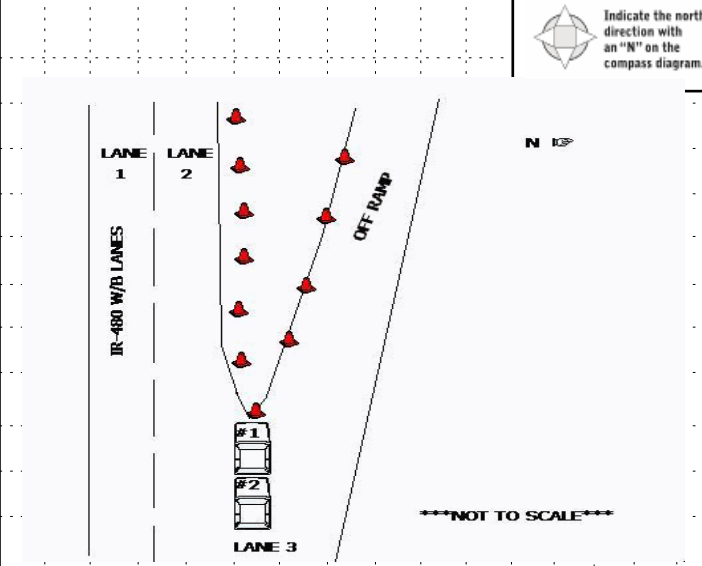 Indicate the north
direction with
an "N" on the
compass diagram.
N
LANE
1
LANE
2
OFF RAMP
IR-480 W/B LANES
#1
#2
***NOT TO SCALE***
LANE 3